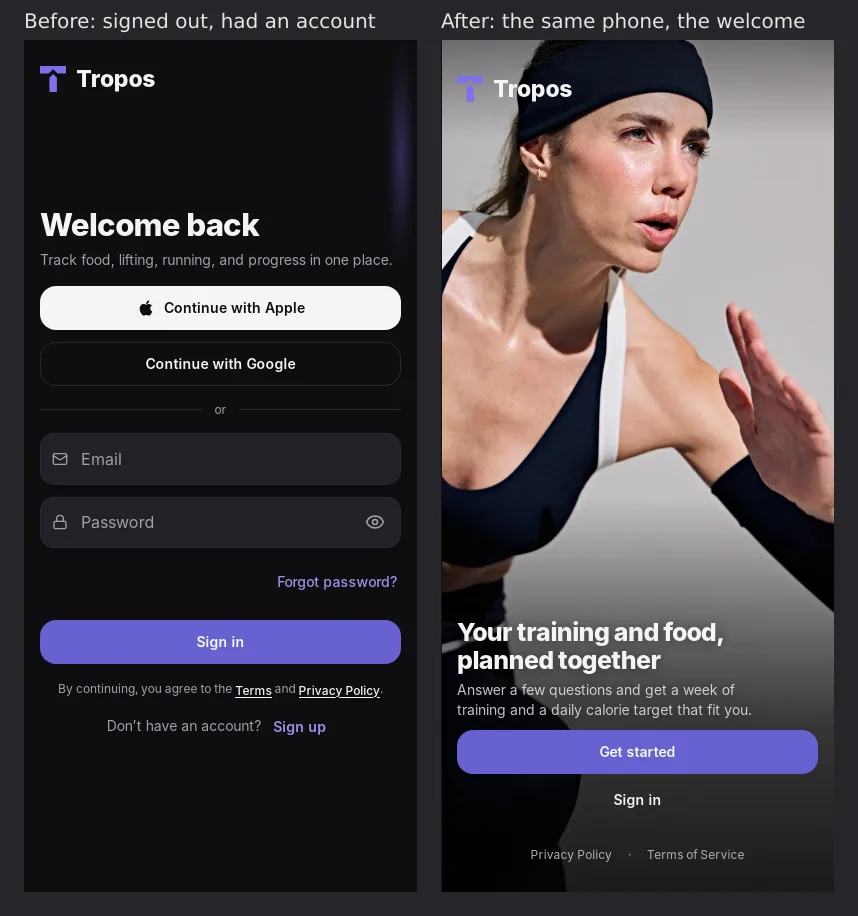 Before: signed out, had an account
Tropos
Welcome back
Track food, lifting, running, and progress in one place.
Continue with Apple
Continue with Google
or
Email
Password
Forgot password?
Sign in
By continuing, you agree to the Terms and Privacy Policy.
Don’t have an account? Sign up
After: the same phone, the welcome
Tropos
Your training and food,
planned together
Answer a few questions and get a week of
training and a daily calorie target that fit you.
Get started
Sign in
Privacy Policy · Terms of Service